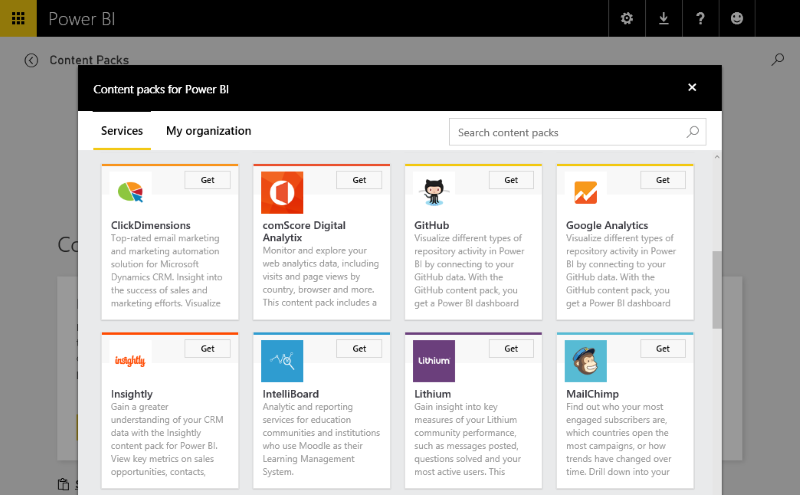 Power BI
?
Content Packs
Content packs for Power BI
Services
My organization
Search content packs
Get
ClickDimensions
Top-rated email marketing
and marketing automation
solution for Microsoft
Dynamics CRM. Insight into
the success of sales and
marketing efforts. Visualize
Get
comScore Digital
Analytix
Monitor and explore your
web analytics data, including
visits and page views by
country, browser and more.
This content pack includes a
Get
GitHub
Visualize different types of
repository activity in Power
BI by connecting to your
GitHub data. With the
GitHub content pack, you
get a Power BI dashboard
Get
Google Analytics
Visualize different types of
repository activity in Power
BI by connecting to your
GitHub data. With the
GitHub content pack, you
get a Power BI dashboard
insightly
Get
Insightly
Gain a greater
understanding of your CRM
data with the Insightly
content pack for Power BI.
View key metrics on sales
opportunities, contacts,
Get
IntelliBoard
Analytic and reporting
services for education
communities and institutions
who use Moodle as their
Learning Management
System.
Lithium
Get
Lithium
Gain insight into key
measures of your Lithium
community performance,
such as messages posted,
questions solved and your
most active users. This
Get
MailChimp
Find out who your most
engaged subscribers are,
which countries open the
most campaigns, or how
trends have changed over
time. Drill down into your